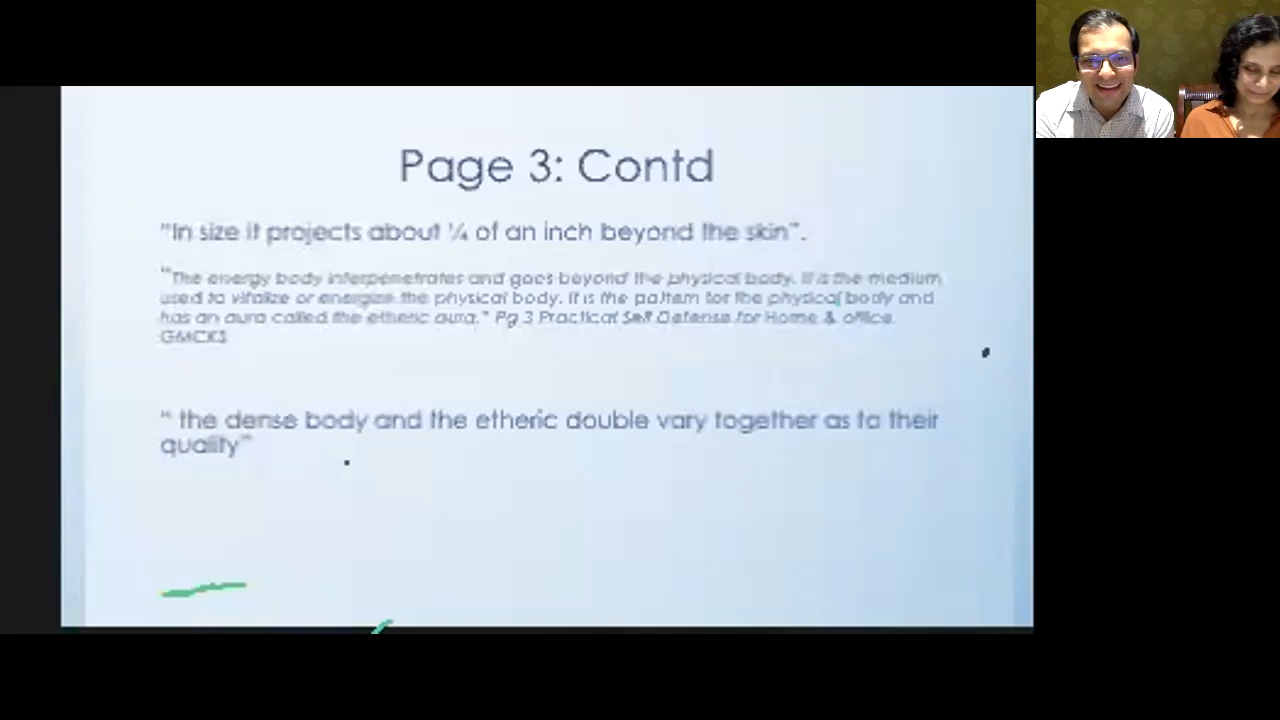 Page 3: Contd
"In size it projects about ¼ of an inch beyond the skin".
"The energy body interpenetrates and goes beyond the physical body. It is the medium
used to vitalize or energize the physical body. It is the pattern for the physical body and
has an aura called the etheric aura." Pg 3 Practical Self Defense for Home & office.
GMCKS
" the dense body and the etheric double vary together as to their
quality"